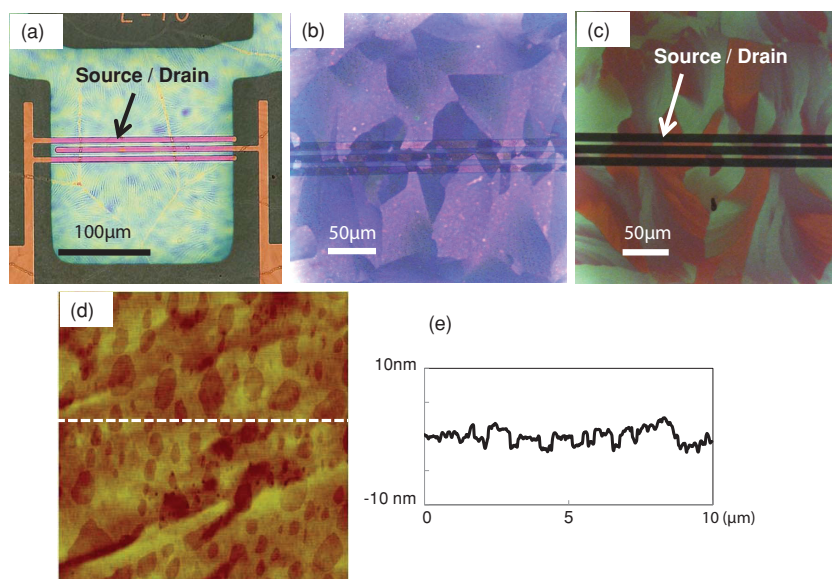 (a)
Source / Drain
100μm
(b)
50μm
(c)
Source / Drain
50μm
(d)
(e)
10nm
-10 nm
0
5
10 (μm)